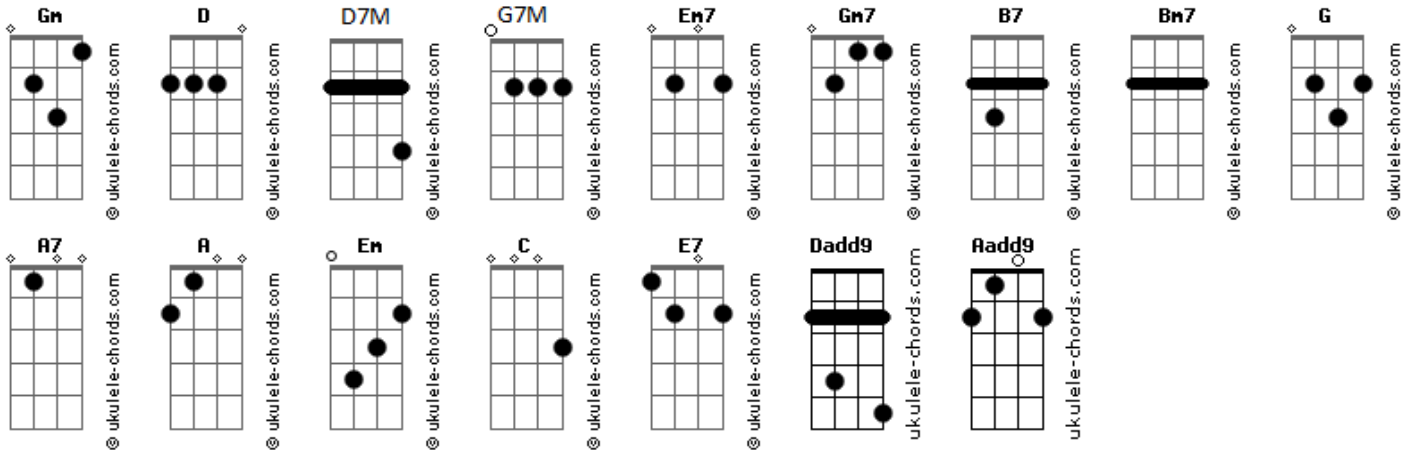 Gm D D7M G7M Em7 Gm7 B7 Bm7 G
© ukulele-chords.com © ukulele-chords.com © ukulele-chords.com © ukulele-chords.com © ukulele-chords.com © ukulele-chords.com © ukulele-chords.com © ukulele-chords.com © ukulele-chords.com
A7 A Em C E7 Dadd9 Aadd9
© ukulele-chords.com © ukulele-chords.com © ukulele-chords.com © ukulele-chords.com © ukulele-chords.com ukulele-chords.com ukulele-chords.com